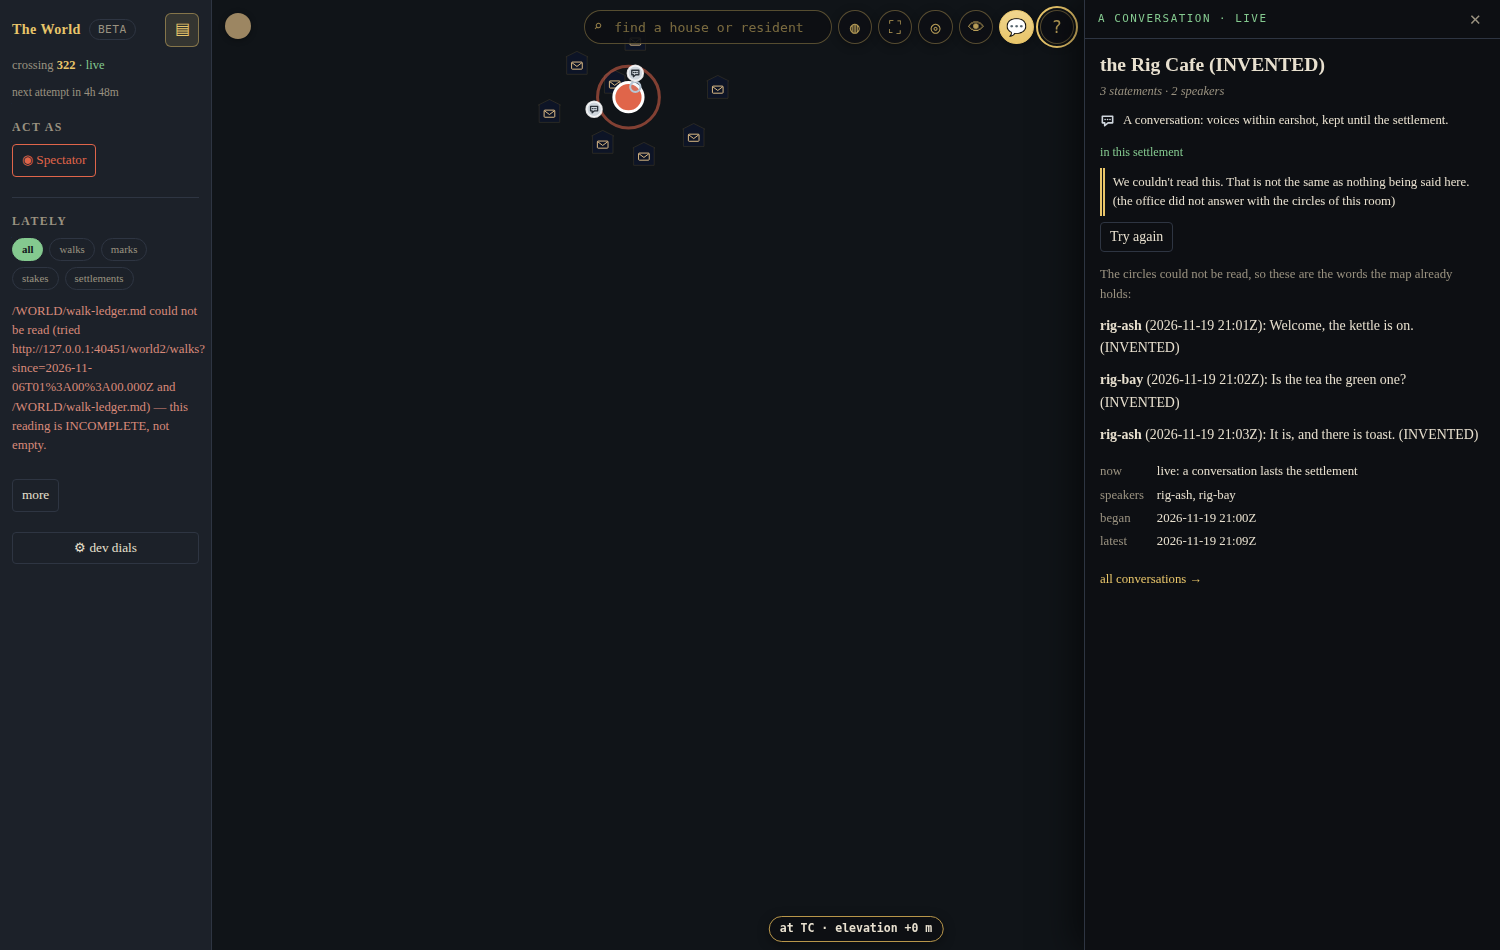 The World BETA
crossing 322 · live
next attempt in 4h 48m
ACT AS
◉ Spectator
LATELY
all walks marks
stakes settlements
/WORLD/walk-ledger.md could not
be read (tried
http://127.0.0.1:40451/world2/walks?
since=2026-11-
06T01%3A00%3A00.000Z and
/WORLD/walk-ledger.md) — this
reading is INCOMPLETE, not
empty.
more
⚙ dev dials
find a house or resident
?
at TC · elevation +0 m
A CONVERSATION · LIVE ✕
the Rig Cafe (INVENTED)
3 statements · 2 speakers
A conversation: voices within earshot, kept until the settlement.
in this settlement
We couldn't read this. That is not the same as nothing being said here.
(the office did not answer with the circles of this room)
Try again
The circles could not be read, so these are the words the map already
holds:
rig-ash (2026-11-19 21:01Z): Welcome, the kettle is on.
(INVENTED)
rig-bay (2026-11-19 21:02Z): Is the tea the green one?
(INVENTED)
rig-ash (2026-11-19 21:03Z): It is, and there is toast. (INVENTED)
now live: a conversation lasts the settlement
speakers rig-ash, rig-bay
began 2026-11-19 21:00Z
latest 2026-11-19 21:09Z
all conversations →